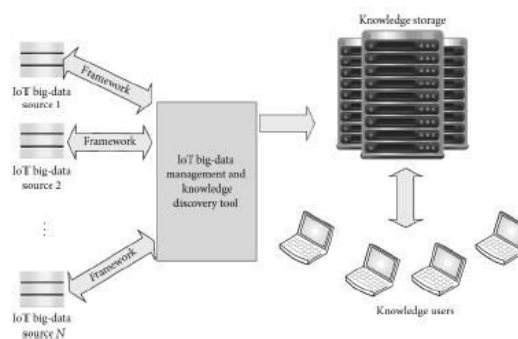 Knowledge storage
Framework
IoT big-data
source 1
Framework
IoT big-data
source 2
IoT big-data
management and
knowledge
discovery tool
⋮
Framework
IoT big-data
source N
Knowledge users